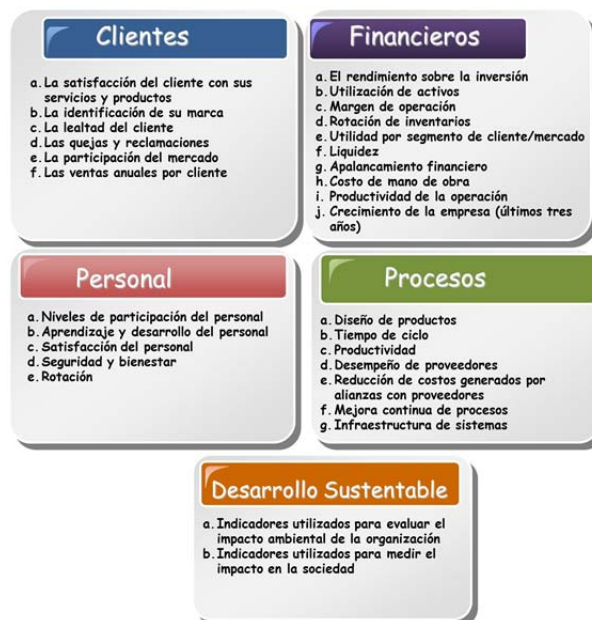 Clientes
a. La satisfacción del cliente con sus
servicios y productos
b. La identificación de su marca
c. La lealtad del cliente
d. Las quejas y reclamaciones
e. La participación del mercado
f. Las ventas anuales por cliente
Financieros
a. El rendimiento sobre la inversión
b. Utilización de activos
c. Margen de operación
d. Rotación de inventarios
e. Utilidad por segmento de cliente/mercado
f. Liquidez
g. Apalancamiento financiero
h. Costo de mano de obra
i. Productividad de la operación
j. Crecimiento de la empresa (últimos tres
años)
Personal
a. Niveles de participación del personal
b. Aprendizaje y desarrollo del personal
c. Satisfacción del personal
d. Seguridad y bienestar
e. Rotación
Procesos
a. Diseño de productos
b. Tiempo de ciclo
c. Productividad
d. Desempeño de proveedores
e. Reducción de costos generados por
alianzas con proveedores
f. Mejora continua de procesos
g. Infraestructura de sistemas
Desarrollo Sustentable
a. Indicadores utilizados para evaluar el
impacto ambiental de la organización
b. Indicadores utilizados para medir el
impacto en la sociedad